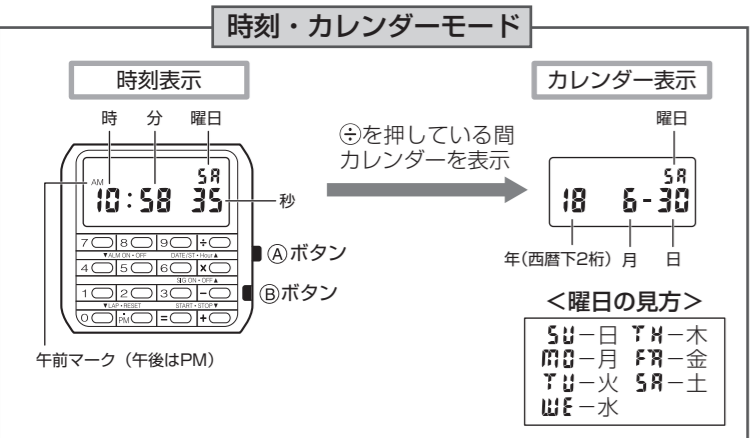 時刻・カレンダーモード
時刻表示
時 分 曜日
AM SA
10:58 35
秒
7 8 9 ÷
▼ALM ON・OFF DATE/ST・Hour▲
4 5 6 ×
SIG ON・OFF▲
1 2 3 −
▼LAP・RESET START・STOP▼
0 PM = +
Ⓐボタン
Ⓑボタン
午前マーク（午後はPM）
÷を押している間
カレンダーを表示
カレンダー表示
曜日
SA
18 6-30
年(西暦下2桁) 月 日
＜曜日の見方＞
SU－日 TH－木
MO－月 FR－金
TU－火 SA－土
WE－水